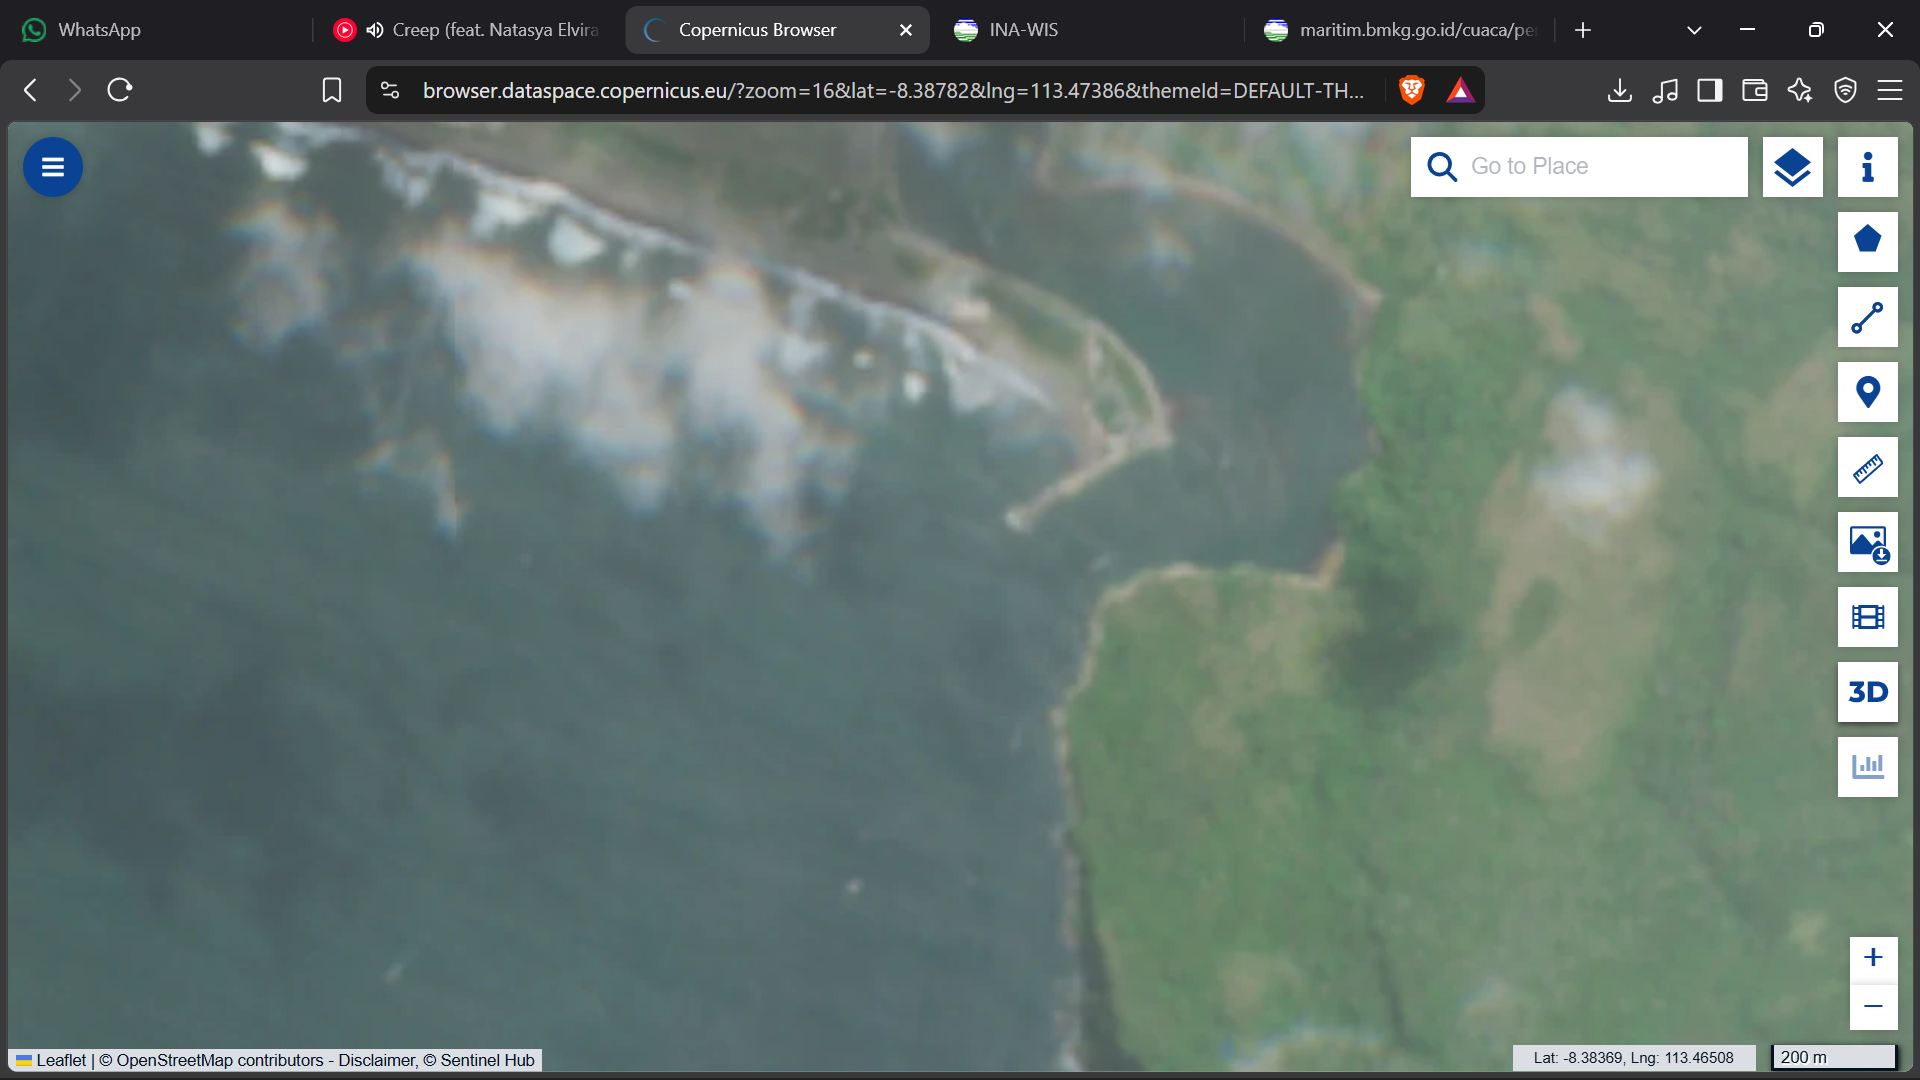 WhatsApp
Creep (feat. Natasya Elvira
Copernicus Browser
INA-WIS
maritim.bmkg.go.id/cuaca/pe
browser.dataspace.copernicus.eu/?zoom=16&lat=-8.38782&lng=113.47386&themeId=DEFAULT-TH...
Go to Place
3D
Leaflet | © OpenStreetMap contributors - Disclaimer, © Sentinel Hub
Lat: -8.38369, Lng: 113.46508
200 m